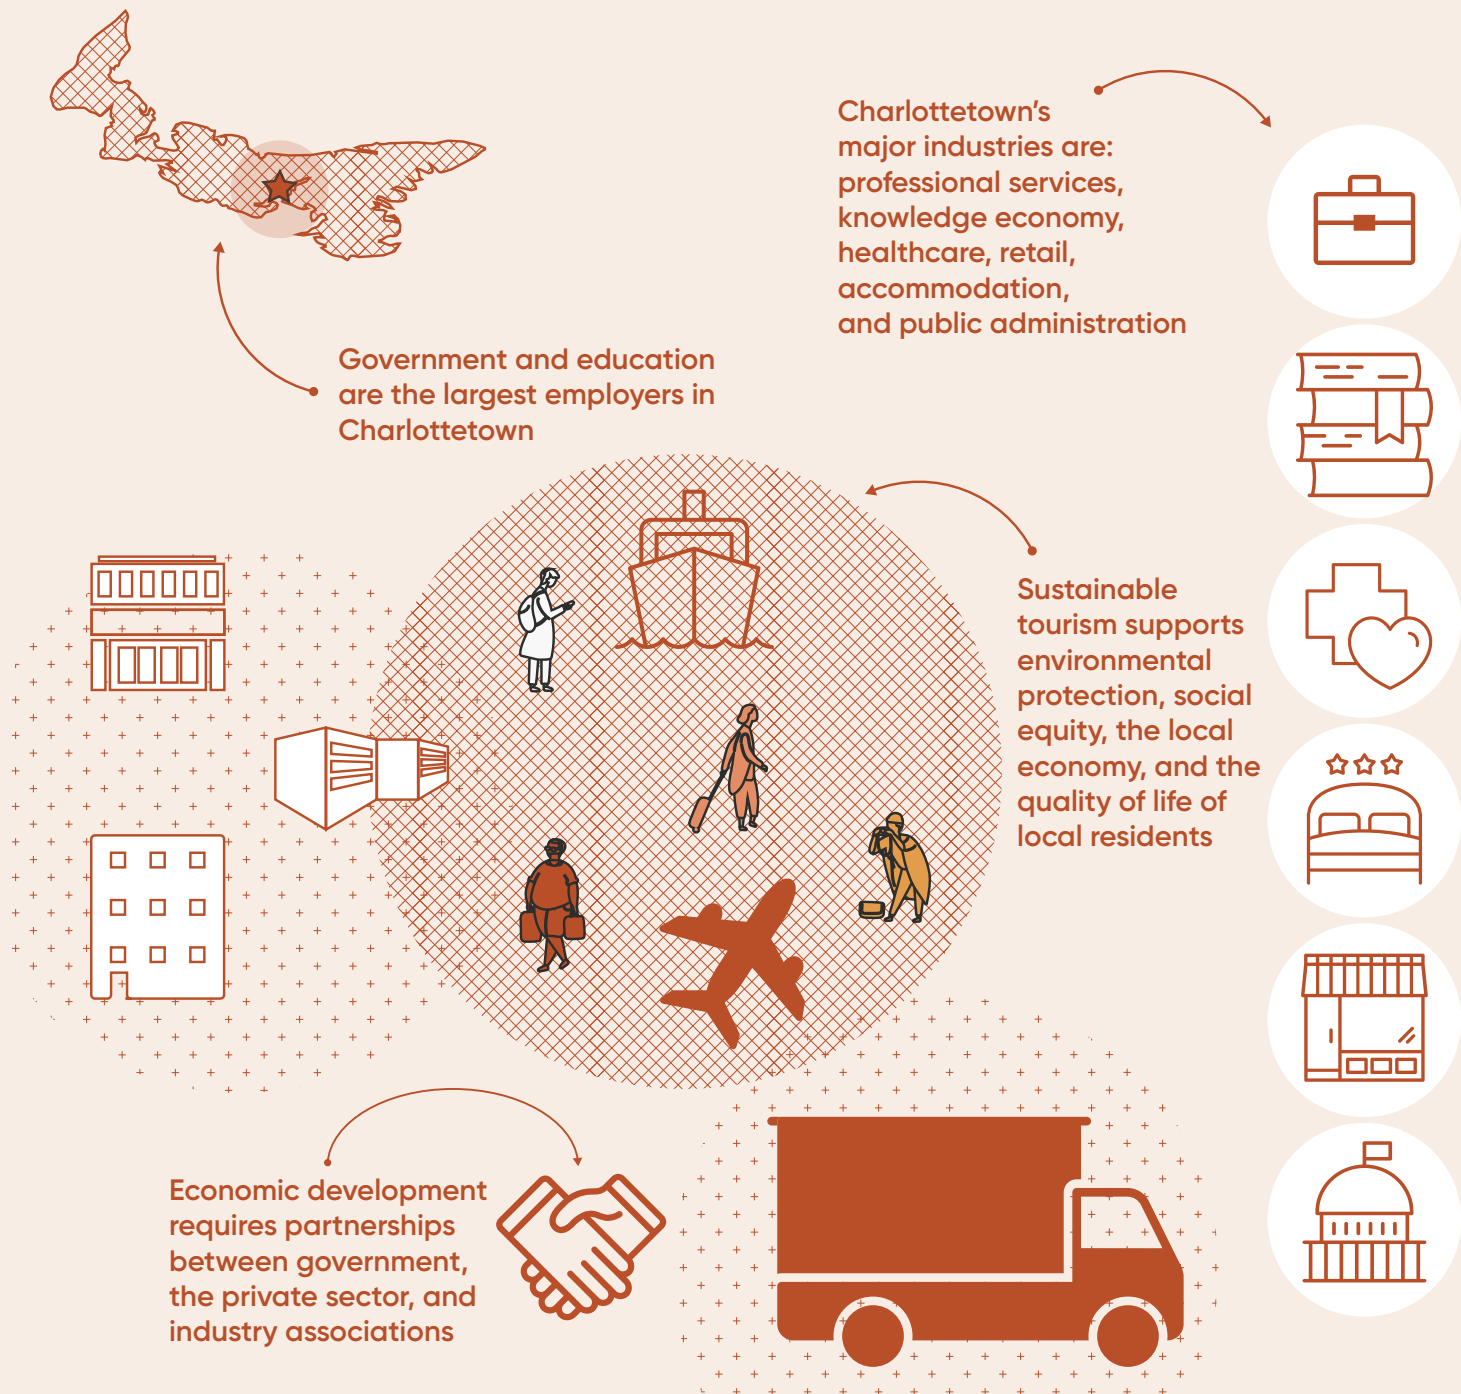 Charlottetown’s
major industries are:
professional services,
knowledge economy,
healthcare, retail,
accommodation,
and public administration
Government and education
are the largest employers in
Charlottetown
Sustainable
tourism supports
environmental
protection, social
equity, the local
economy, and the
quality of life of
local residents
Economic development
requires partnerships
between government,
the private sector, and
industry associations